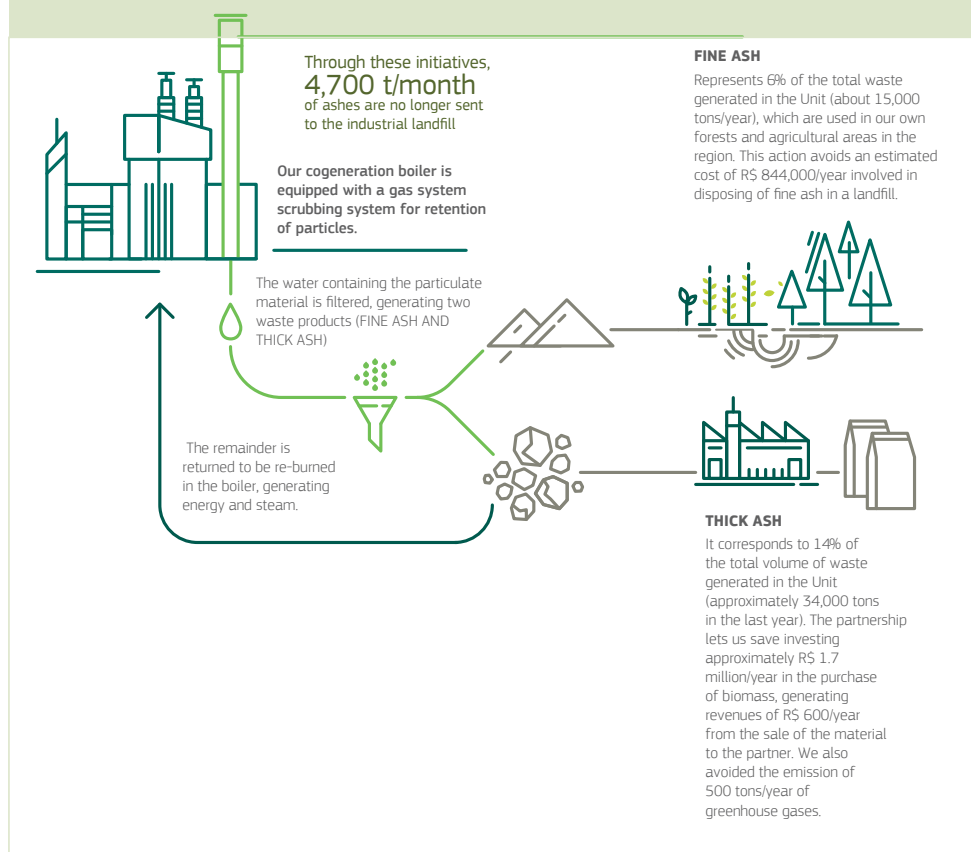 Through these initiatives,
4,700 t/month
of ashes are no longer sent
to the industrial landfill
Our cogeneration boiler is
equipped with a gas system
scrubbing system for retention
of particles.
The water containing the particulate
material is filtered, generating two
waste products (FINE ASH AND
THICK ASH)
The remainder is
returned to be re-burned
in the boiler, generating
energy and steam.
FINE ASH
Represents 6% of the total waste
generated in the Unit (about 15,000
tons/year), which are used in our own
forests and agricultural areas in the
region. This action avoids an estimated
cost of R$ 844,000/year involved in
disposing of fine ash in a landfill.
THICK ASH
It corresponds to 14% of
the total volume of waste
generated in the Unit
(approximately 34,000 tons
in the last year). The partnership
lets us save investing
approximately R$ 1.7
million/year in the purchase
of biomass, generating
revenues of R$ 600/year
from the sale of the material
to the partner. We also
avoided the emission of
500 tons/year of
greenhouse gases.